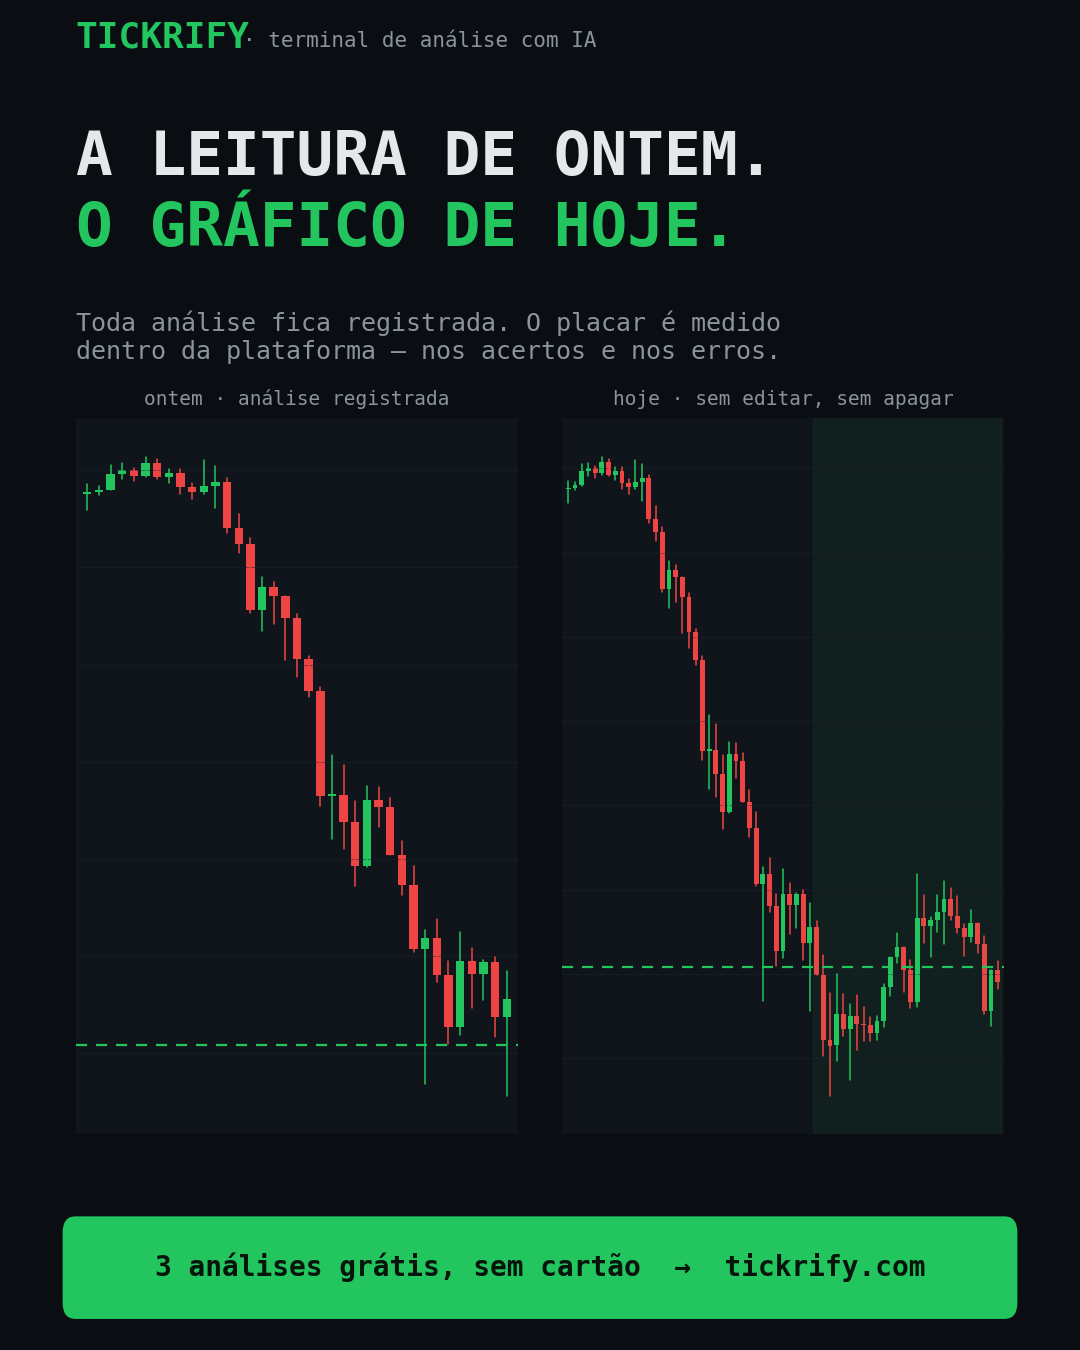 TICKRIFY · terminal de análise com IA
A LEITURA DE ONTEM.
O GRÁFICO DE HOJE.
Toda análise fica registrada. O placar é medido
dentro da plataforma — nos acertos e nos erros.
ontem · análise registrada
hoje · sem editar, sem apagar
3 análises grátis, sem cartão → tickrify.com